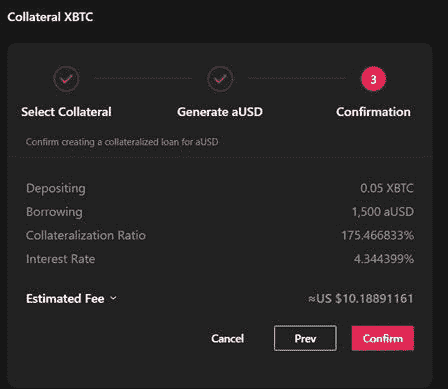 Collateral XBTC
3
Select Collateral Generate aUSD Confirmation
Confirm creating a collateralized loan for aUSD
Depositing 0.05 XBTC
Borrowing 1,500 aUSD
Collateralization Ratio 175.466833%
Interest Rate 4.344399%
Estimated Fee ≈US $10.18891161
Cancel Prev Confirm